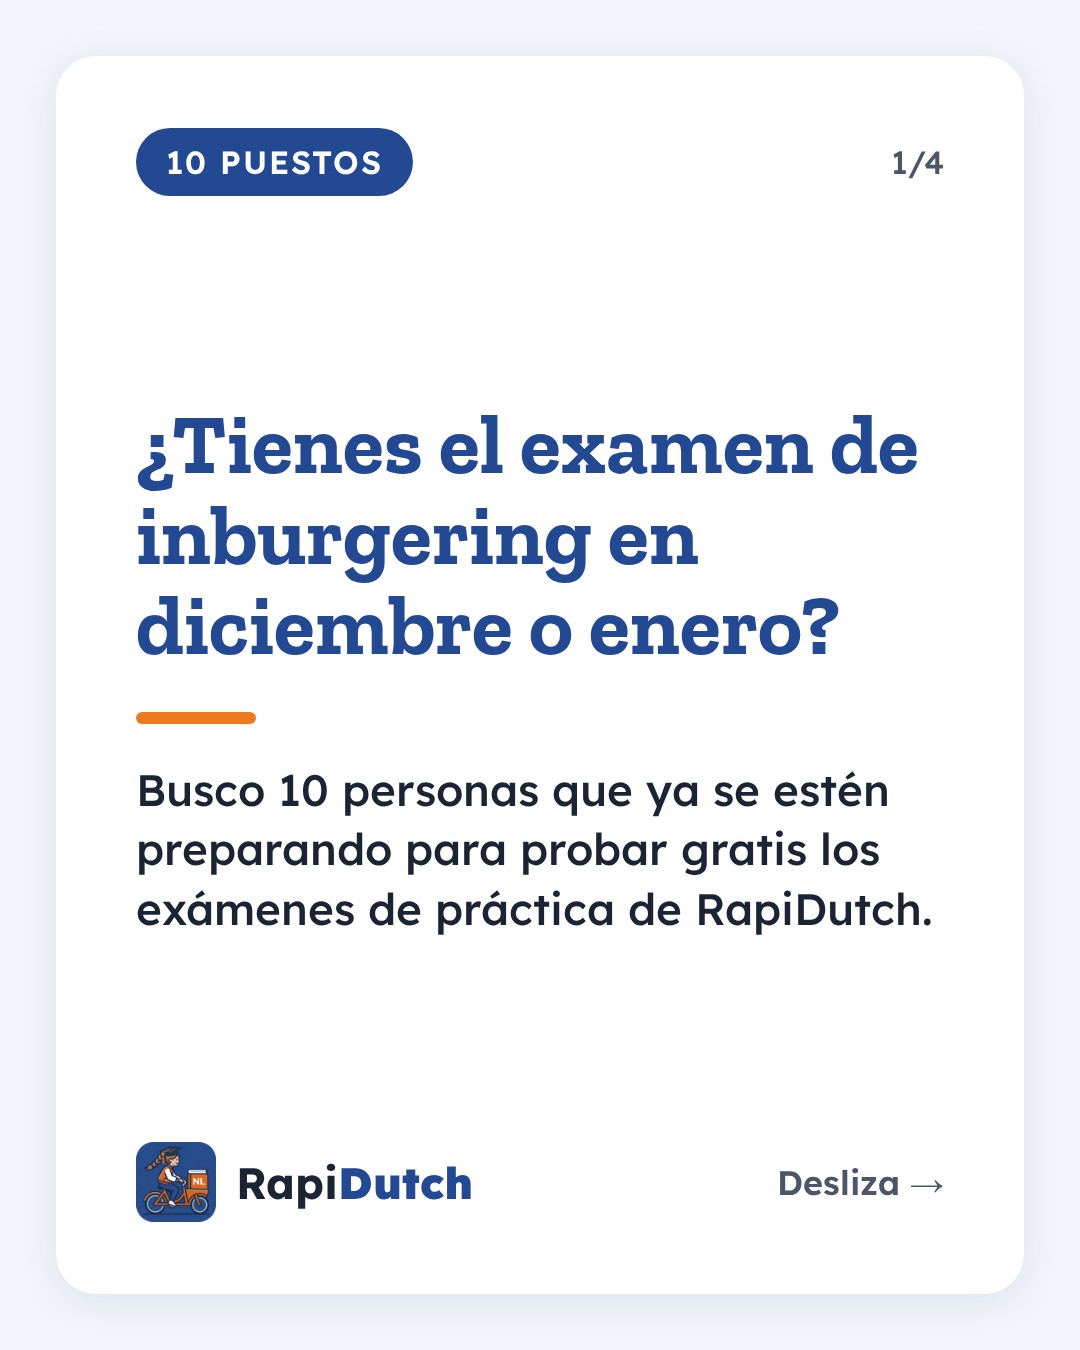 10 PUESTOS
1/4
¿Tienes el examen de
inburgering en
diciembre o enero?
Busco 10 personas que ya se estén
preparando para probar gratis los
exámenes de práctica de RapiDutch.
NL
RapiDutch
Desliza →